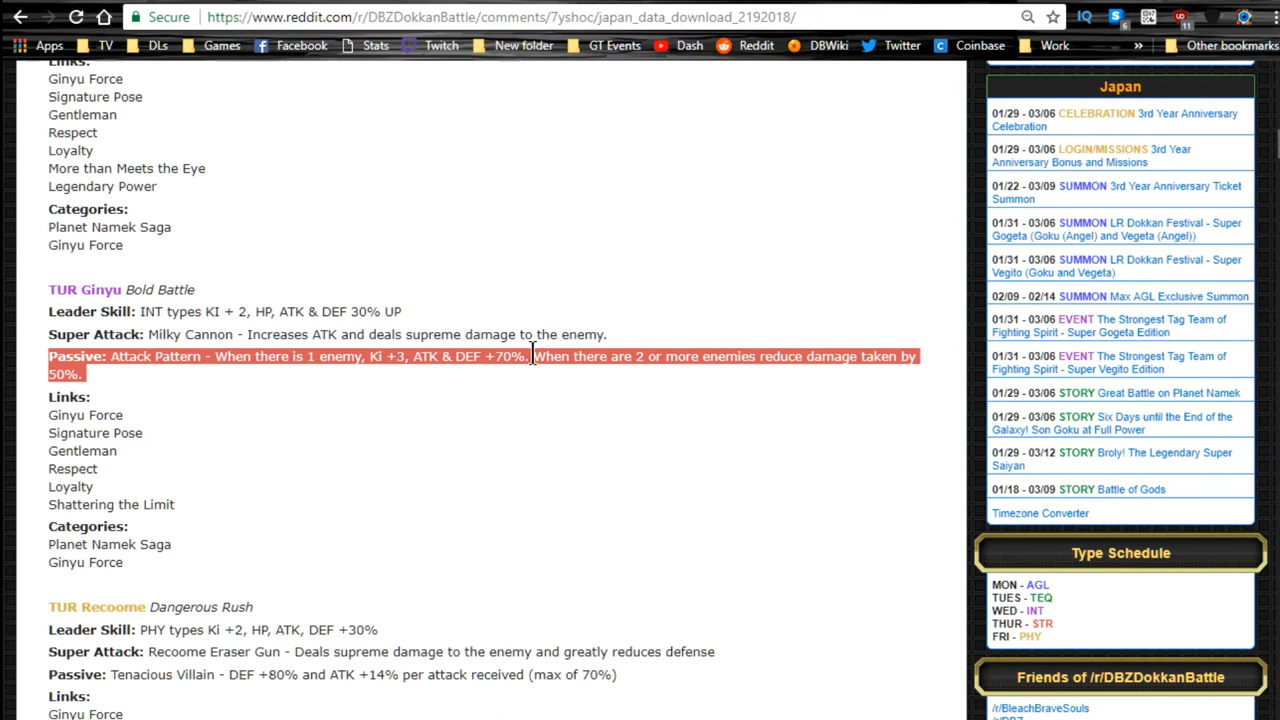 Secure
https://www.reddit.com/r/DBZDokkanBattle/comments/7yshoc/japan_data_download_2192018/
6
11
Apps
TV
DLs
Games
Facebook
Stats
Twitch
New folder
GT Events
Dash
Reddit
DBWiki
Twitter
Coinbase
Work
»
Other bookmarks
Links:
Ginyu Force
Signature Pose
Gentleman
Respect
Loyalty
More than Meets the Eye
Legendary Power
Categories:
Planet Namek Saga
Ginyu Force
TUR Ginyu Bold Battle
Leader Skill: INT types KI + 2, HP, ATK & DEF 30% UP
Super Attack: Milky Cannon - Increases ATK and deals supreme damage to the enemy.
Passive: Attack Pattern - When there is 1 enemy, Ki +3, ATK & DEF +70%. When there are 2 or more enemies reduce damage taken by
50%.
Links:
Ginyu Force
Signature Pose
Gentleman
Respect
Loyalty
Shattering the Limit
Categories:
Planet Namek Saga
Ginyu Force
TUR Recoome Dangerous Rush
Leader Skill: PHY types Ki +2, HP, ATK, DEF +30%
Super Attack: Recoome Eraser Gun - Deals supreme damage to the enemy and greatly reduces defense
Passive: Tenacious Villain - DEF +80% and ATK +14% per attack received (max of 70%)
Links:
Ginyu Force
Japan
01/29 - 03/06 CELEBRATION 3rd Year Anniversary
Celebration
01/29 - 03/06 LOGIN/MISSIONS 3rd Year
Anniversary Bonus and Missions
01/22 - 03/09 SUMMON 3rd Year Anniversary Ticket
Summon
01/31 - 03/06 SUMMON LR Dokkan Festival - Super
Gogeta (Goku (Angel) and Vegeta (Angel))
01/31 - 03/06 SUMMON LR Dokkan Festival - Super
Vegito (Goku and Vegeta)
02/09 - 02/14 SUMMON Max AGL Exclusive Summon
01/31 - 03/06 EVENT The Strongest Tag Team of
Fighting Spirit - Super Gogeta Edition
01/31 - 03/06 EVENT The Strongest Tag Team of
Fighting Spirit - Super Vegito Edition
01/29 - 03/06 STORY Great Battle on Planet Namek
01/29 - 03/06 STORY Six Days until the End of the
Galaxy! Son Goku at Full Power
01/29 - 03/12 STORY Broly! The Legendary Super
Saiyan
01/18 - 03/09 STORY Battle of Gods
Timezone Converter
Type Schedule
MON - AGL
TUES - TEQ
WED - INT
THUR - STR
FRI - PHY
Friends of /r/DBZDokkanBattle
/r/BleachBraveSouls